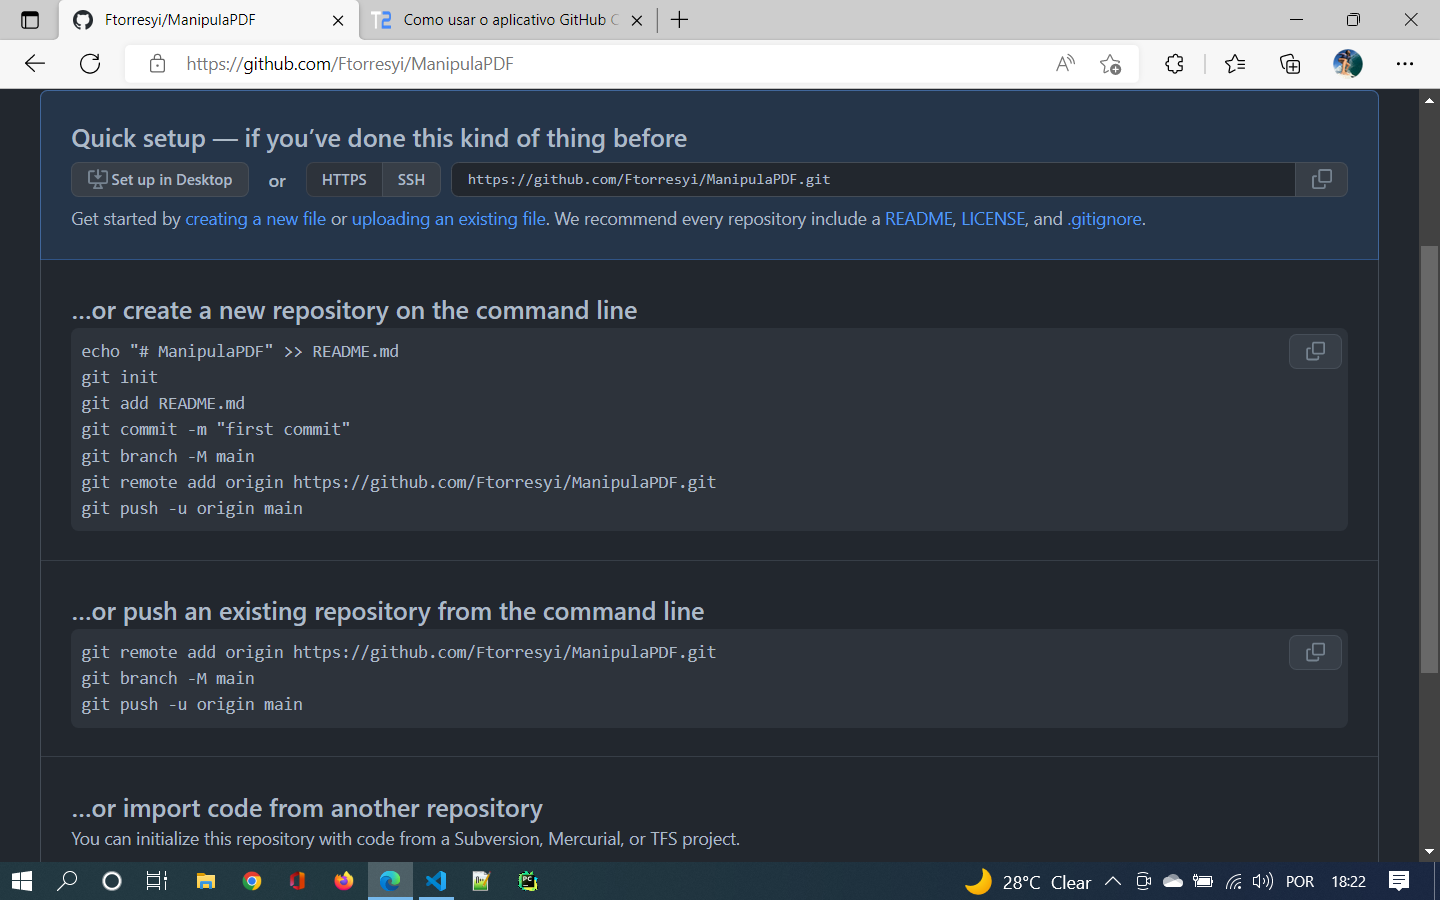 Ftorresyi/ManipulaPDF
Como usar o aplicativo GitHub
https://github.com/Ftorresyi/ManipulaPDF
Quick setup — if you’ve done this kind of thing before
Set up in Desktop or HTTPS SSH https://github.com/Ftorresyi/ManipulaPDF.git
Get started by creating a new file or uploading an existing file. We recommend every repository include a README, LICENSE, and .gitignore.
...or create a new repository on the command line
echo "# ManipulaPDF" >> README.md
git init
git add README.md
git commit -m "first commit"
git branch -M main
git remote add origin https://github.com/Ftorresyi/ManipulaPDF.git
git push -u origin main
...or push an existing repository from the command line
git remote add origin https://github.com/Ftorresyi/ManipulaPDF.git
git branch -M main
git push -u origin main
...or import code from another repository
You can initialize this repository with code from a Subversion, Mercurial, or TFS project.
28°C Clear POR 18:22